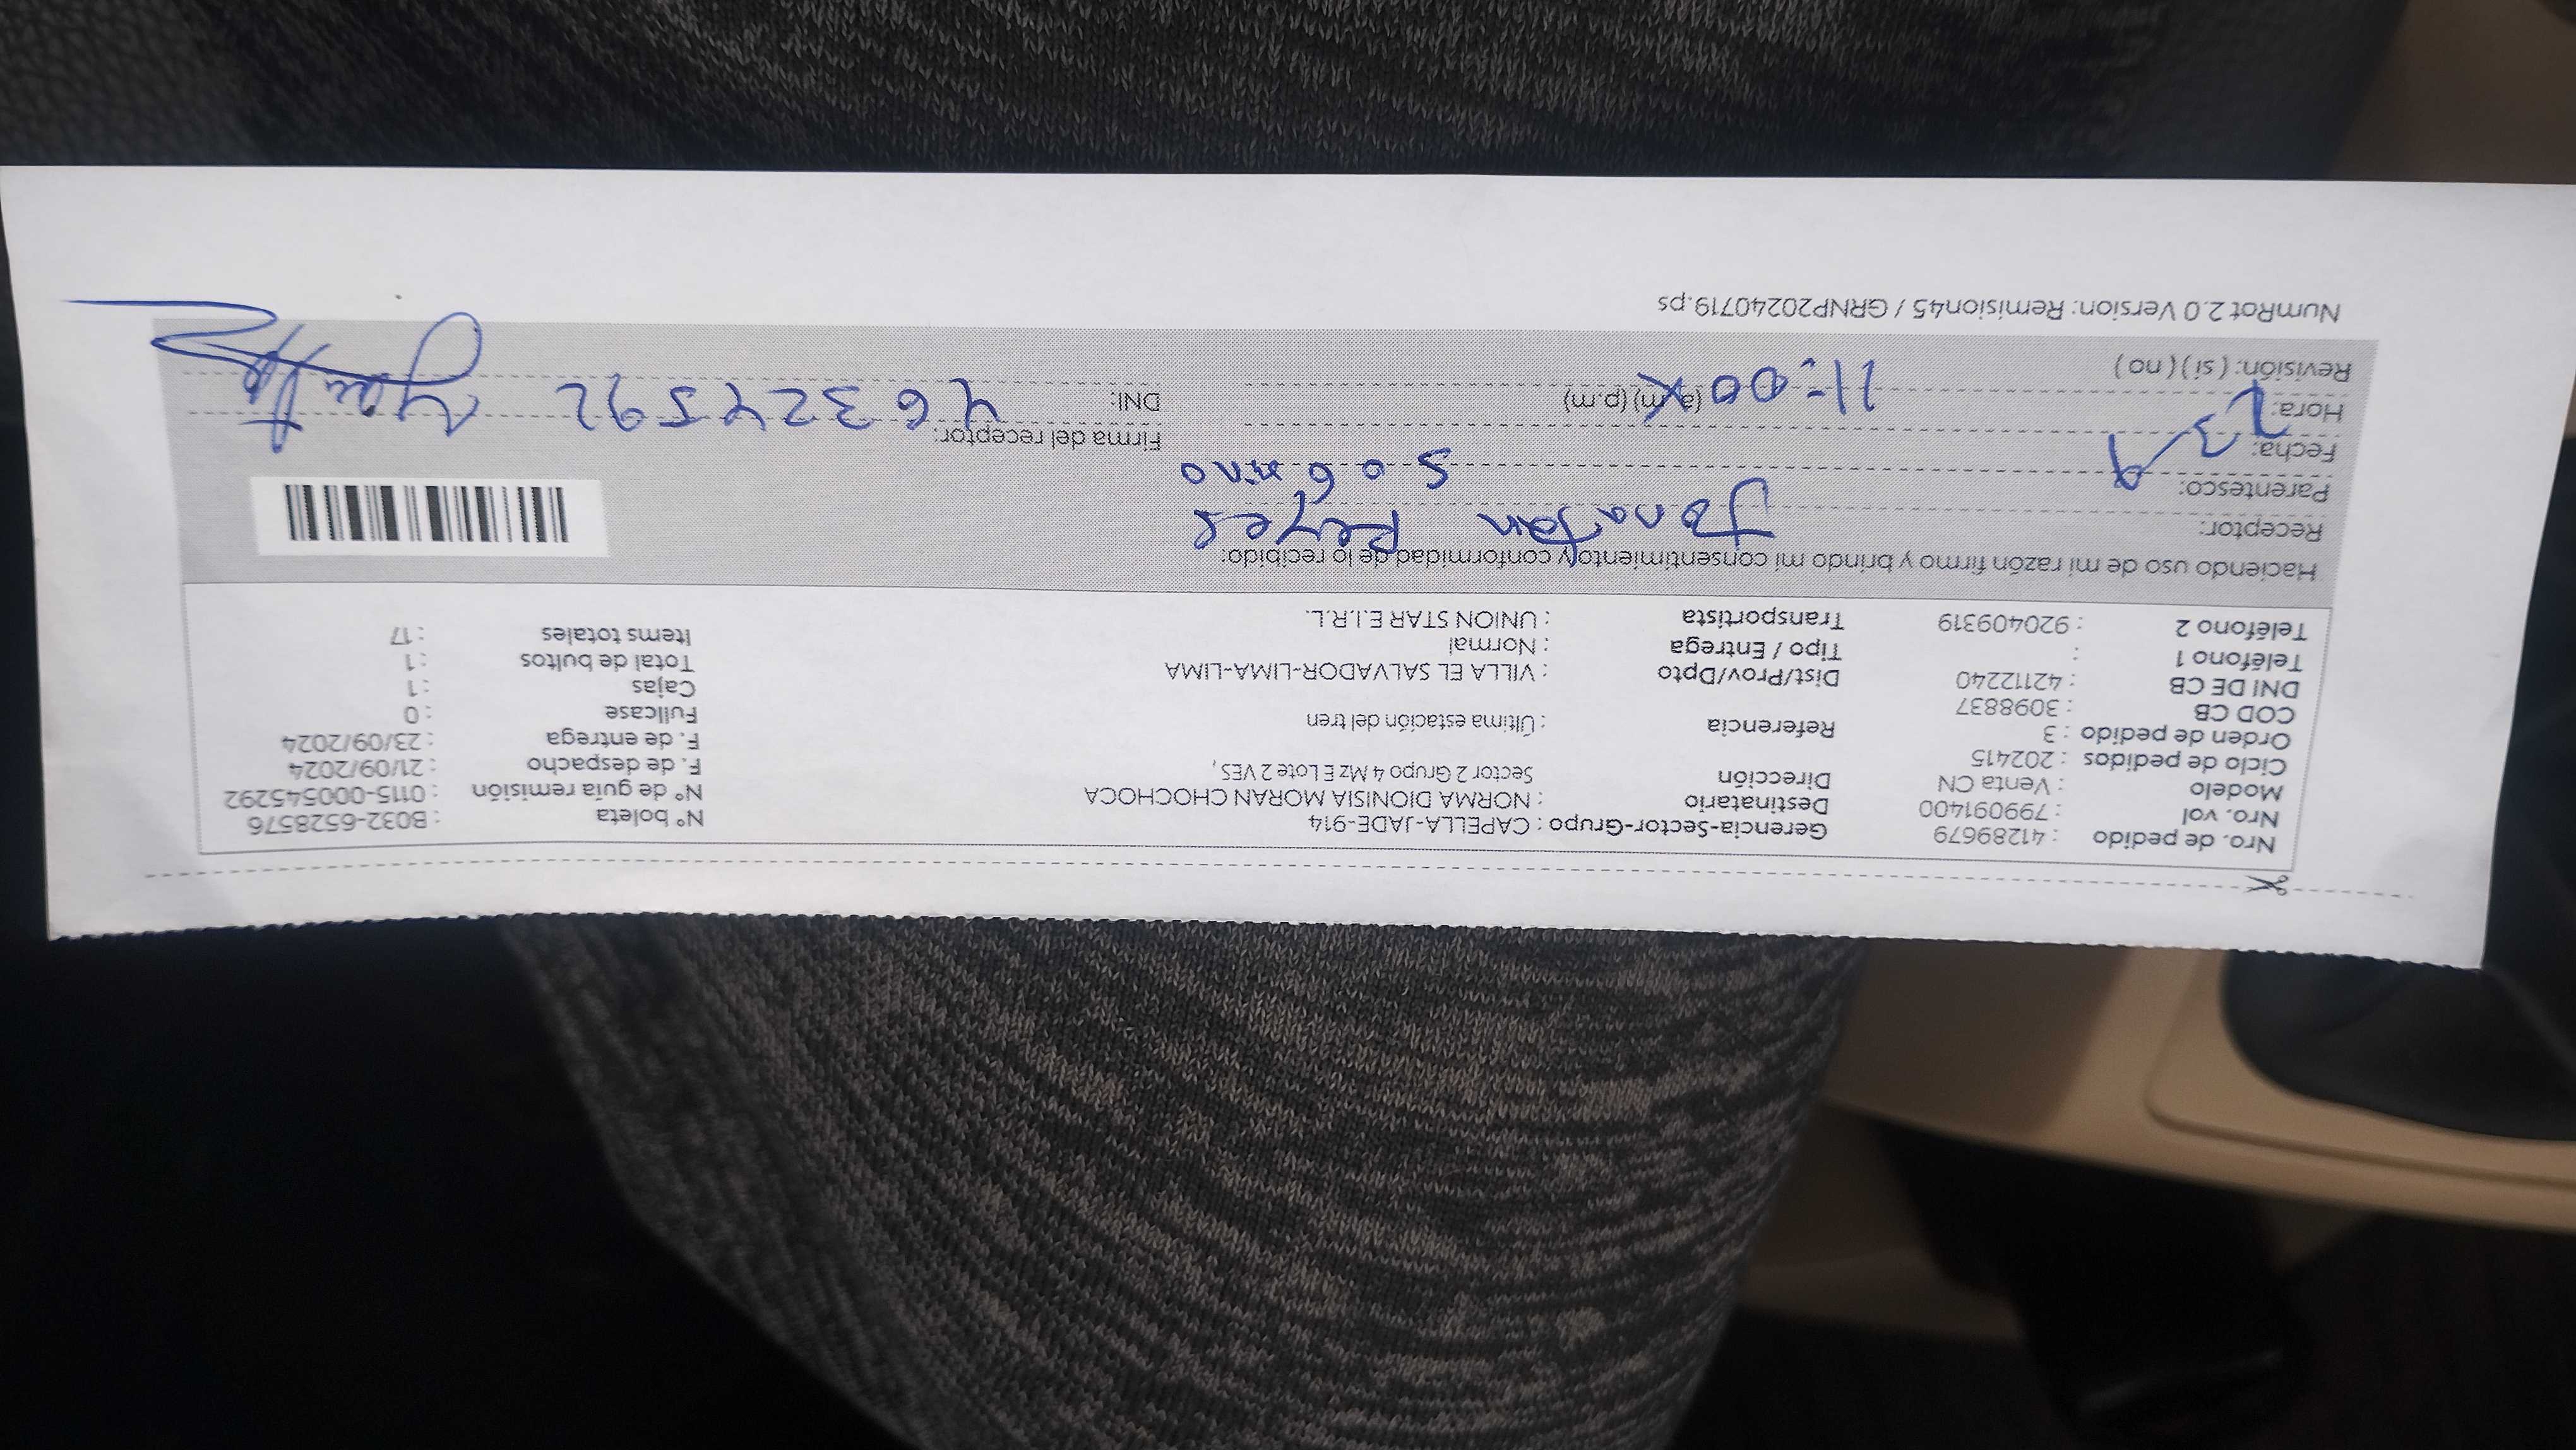 Nro. de pedido : 41289679 Gerencia-Sector-Grupo : CAPELLA-JADE-914 N° boleta : B032-6528576
Nro. vol : 799091400 Destinatario : NORMA DIONISIA MORAN CHOCHOCA N° de guía remisión : 0115-000545292
Modelo : Venta CN Dirección Sector 2 Grupo 4 Mz E Lote 2 VES, F. de despacho : 21/09/2024
Ciclo de pedidos : 202415 F. de entrega : 23/09/2024
Orden de pedido : 3 Referencia : Última estación del tren Fullcase : 0
COD CB : 3098837 Cajas : 1
DNI DE CB : 42112240 Dist/Prov/Dpto : VILLA EL SALVADOR-LIMA-LIMA Total de bultos : 1
Teléfono 1 : Tipo / Entrega : Normal Items totales : 17
Teléfono 2 : 920409319 Transportista : UNION STAR E.I.R.L.
Haciendo uso de mi razón firmo y brindo mi consentimiento y conformidad de lo recibido:
Receptor: Jonatan Reyes
Parentesco: Sobrino
Fecha: 23/9 Firma del receptor:
Hora: 11:00 (a.m) (p.m) DNI: 46324592
Revisión: (si) (no)
NumRot 2.0 Version: Remision45 / GRNP20240719.ps